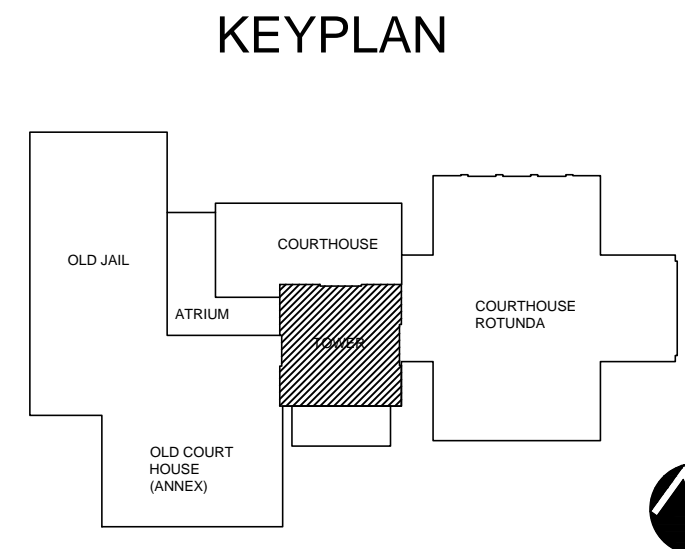 KEYPLAN
OLD JAIL
COURTHOUSE
ATRIUM
COURTHOUSE
ROTUNDA
TOWER
OLD COURT
HOUSE
(ANNEX)